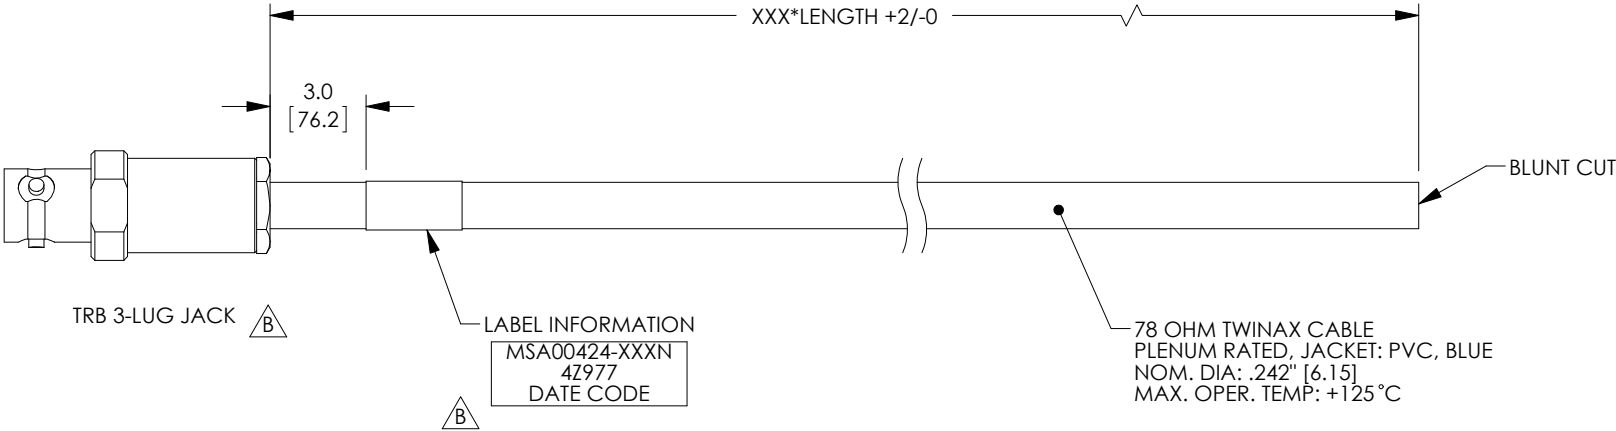 XXX*LENGTH +2/-0
3.0
[76.2]
BLUNT CUT
TRB 3-LUG JACK
B
LABEL INFORMATION
MSA00424-XXXN
4Z977
DATE CODE
B
78 OHM TWINAX CABLE
PLENUM RATED, JACKET: PVC, BLUE
NOM. DIA: .242" [6.15]
MAX. OPER. TEMP: +125°C